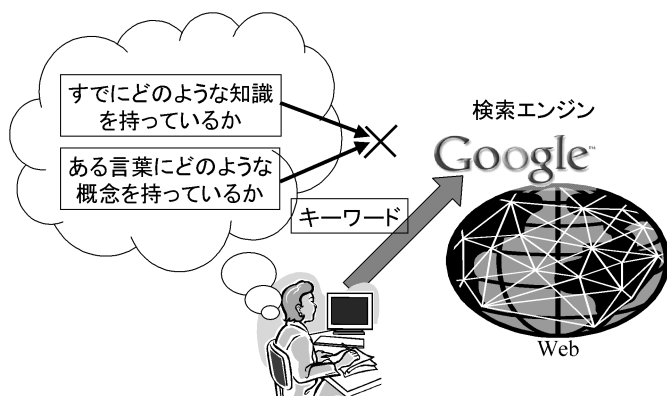 すでにどのような知識
を持っているか
ある言葉にどのような
概念を持っているか
キーワード
検索エンジン
Google™
Web